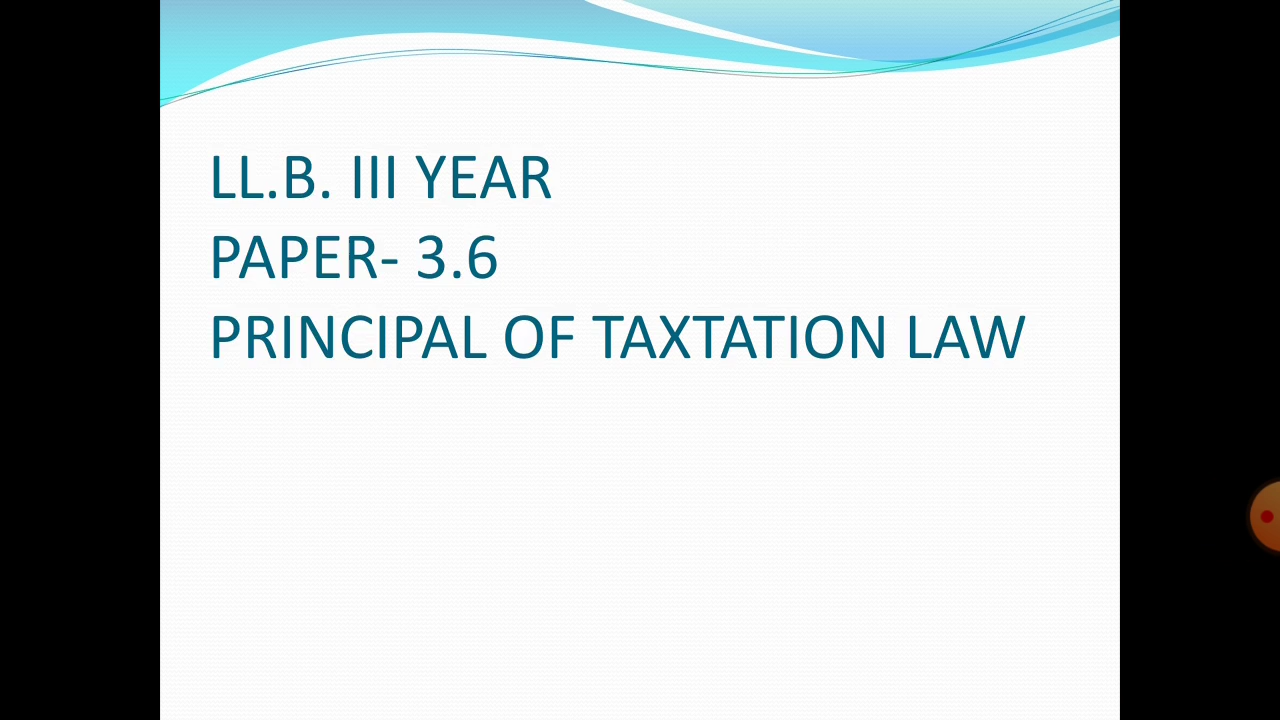 LL.B. III YEAR
PAPER- 3.6
PRINCIPAL OF TAXTATION LAW